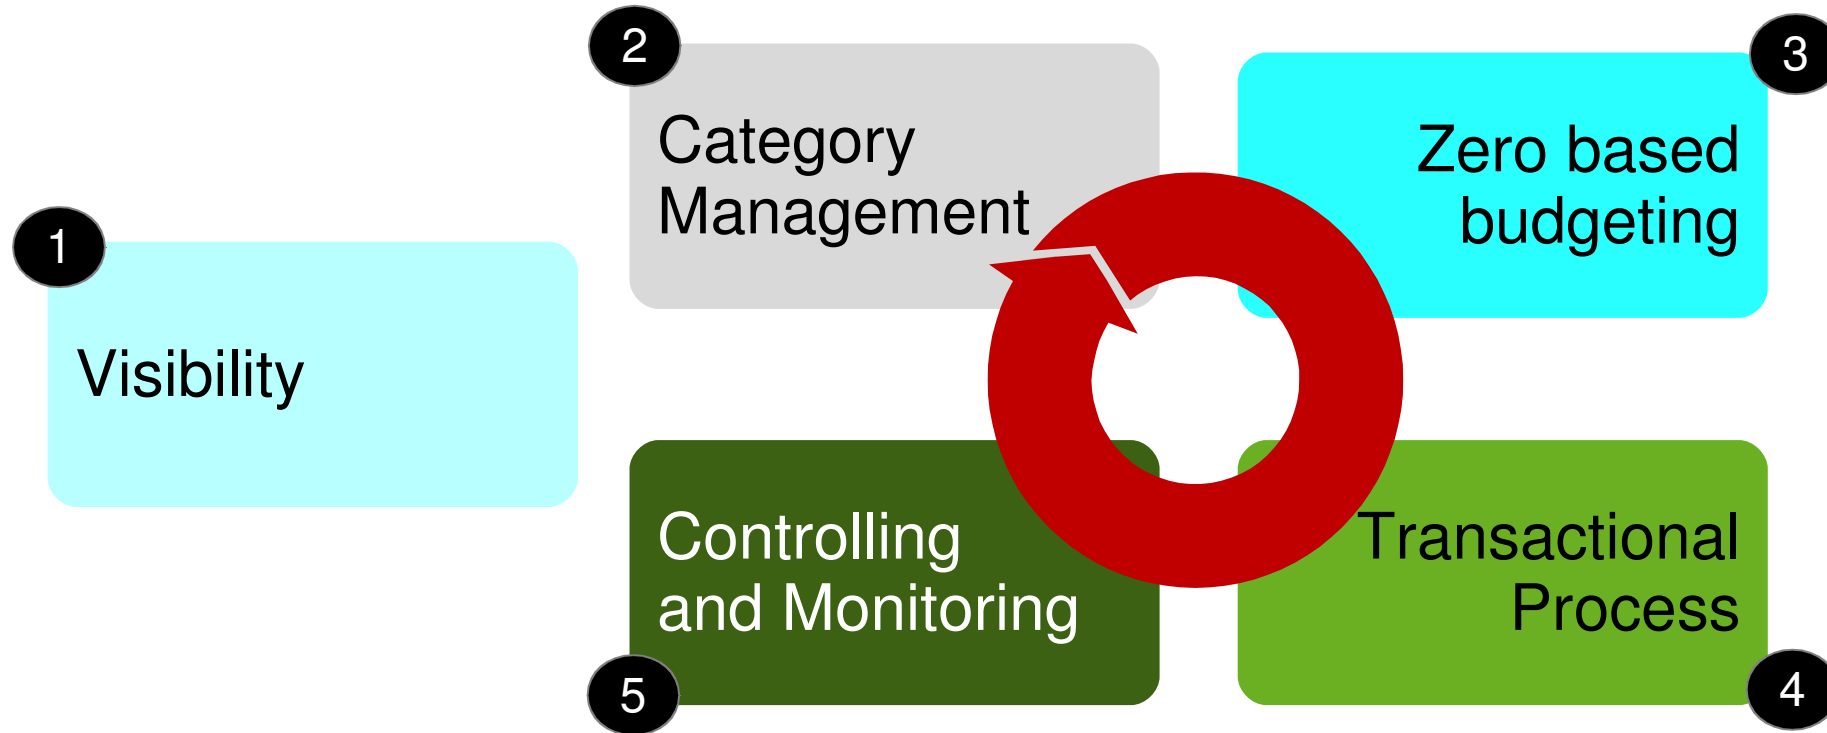 1
Visibility
2
Category
Management
3
Zero based
budgeting
4
Transactional
Process
5
Controlling
and Monitoring